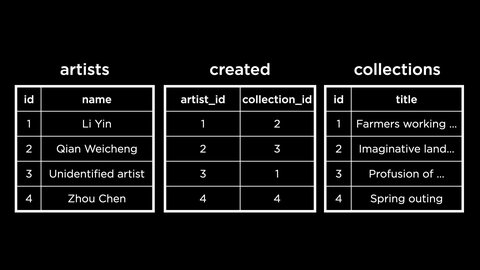 artists created collections
id name artist_id collection_id id title
1 Li Yin 1 2 1 Farmers working ...
2 Qian Weicheng 2 3 2 Imaginative land...
3 Unidentified artist 3 1 3 Profusion of ...
4 Zhou Chen 4 4 4 Spring outing